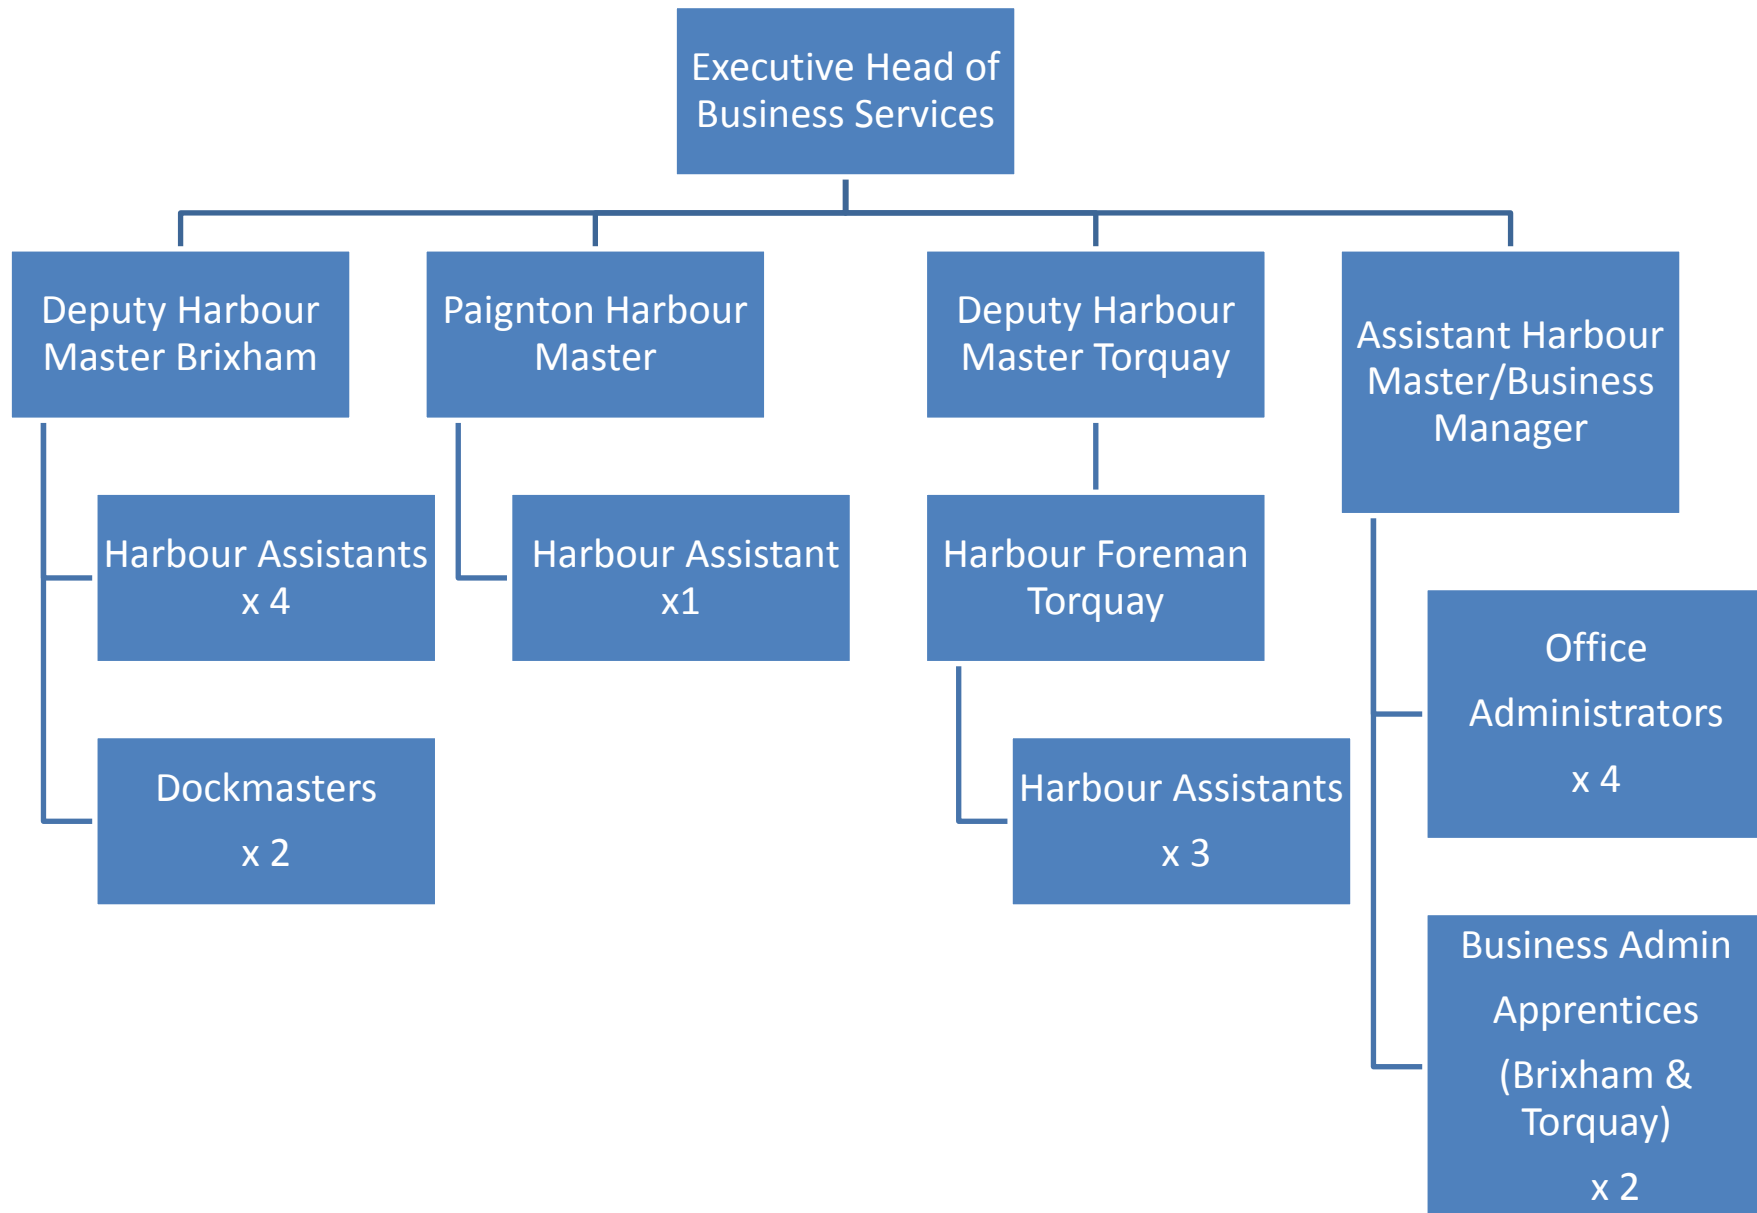 Executive Head of
Business Services
Deputy Harbour
Master Brixham
Paignton Harbour
Master
Deputy Harbour
Master Torquay
Assistant Harbour
Master/Business
Manager
Harbour Assistants
x 4
Harbour Assistant
x1
Harbour Foreman
Torquay
Office
Administrators
x 4
Dockmasters
x 2
Harbour Assistants
x 3
Business Admin
Apprentices
(Brixham &
Torquay)
x 2